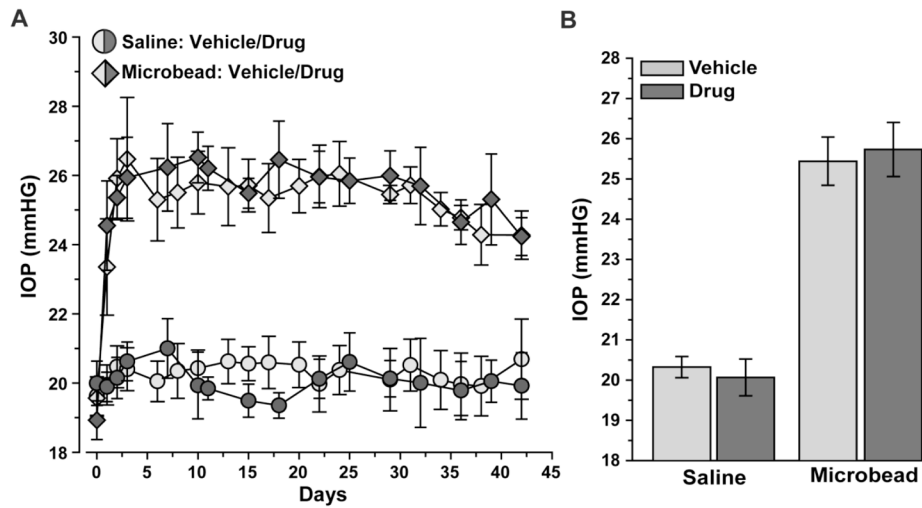 A
Saline: Vehicle/Drug
Microbead: Vehicle/Drug
IOP (mmHG)
30
28
26
24
22
20
18
0 5 10 15 20 25 30 35 40 45
Days
B
Vehicle
Drug
IOP (mmHG)
28
27
26
25
24
23
22
21
20
19
18
Saline Microbead